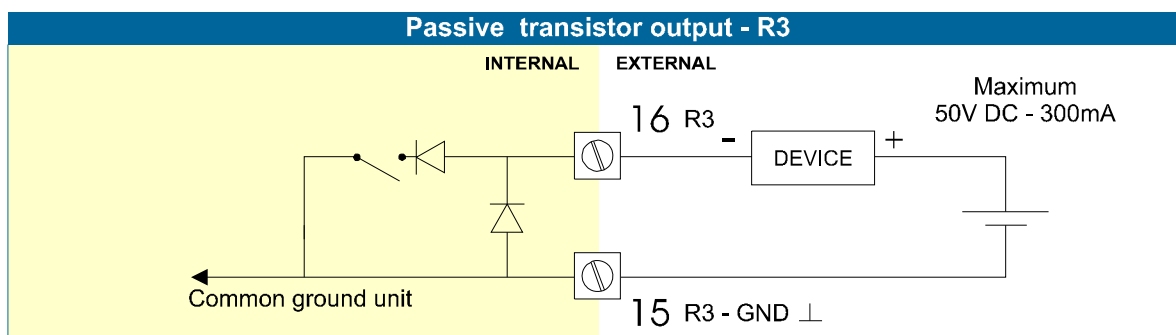 Passive transistor output - R3
INTERNAL EXTERNAL
Maximum
50V DC - 300mA
16 R3
- DEVICE +
Common ground unit
15 R3 - GND ⊥